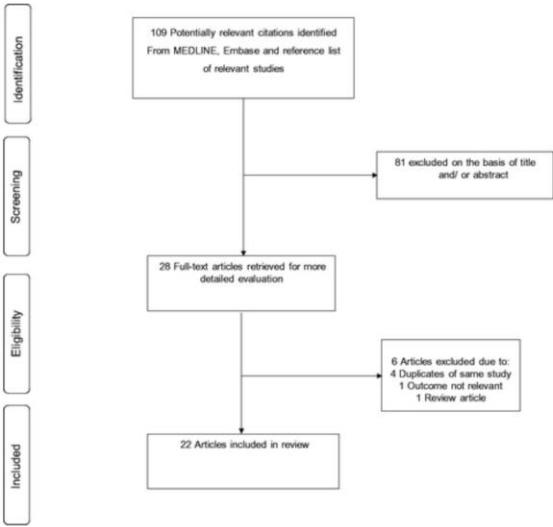 Identification
109 Potentially relevant citations identified
From MEDLINE, Embase and reference list
of relevant studies
Screening
81 excluded on the basis of title
and/ or abstract
28 Full-text articles retrieved for more
detailed evaluation
Eligibility
6 Articles excluded due to:
4 Duplicates of same study
1 Outcome not relevant
1 Review article
Included
22 Articles included in review